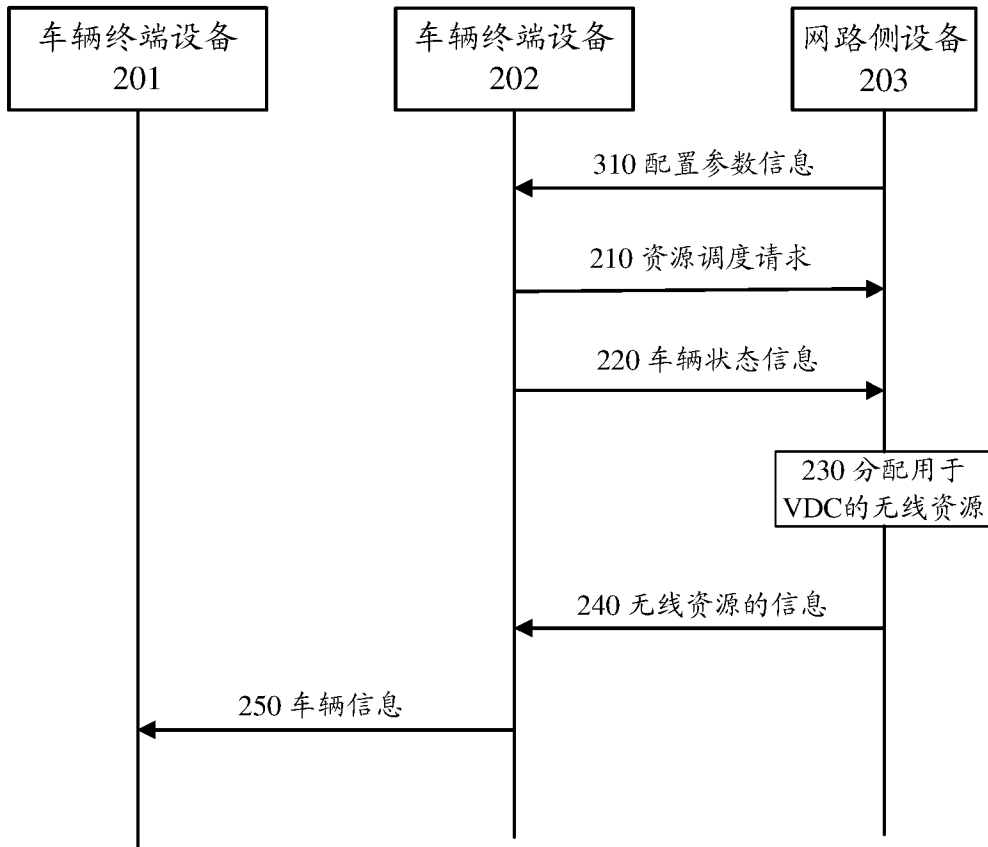 车辆终端设备
201
车辆终端设备
202
网路侧设备
203
310 配置参数信息
210 资源调度请求
220 车辆状态信息
230 分配用于
VDC的无线资源
240 无线资源的信息
250 车辆信息